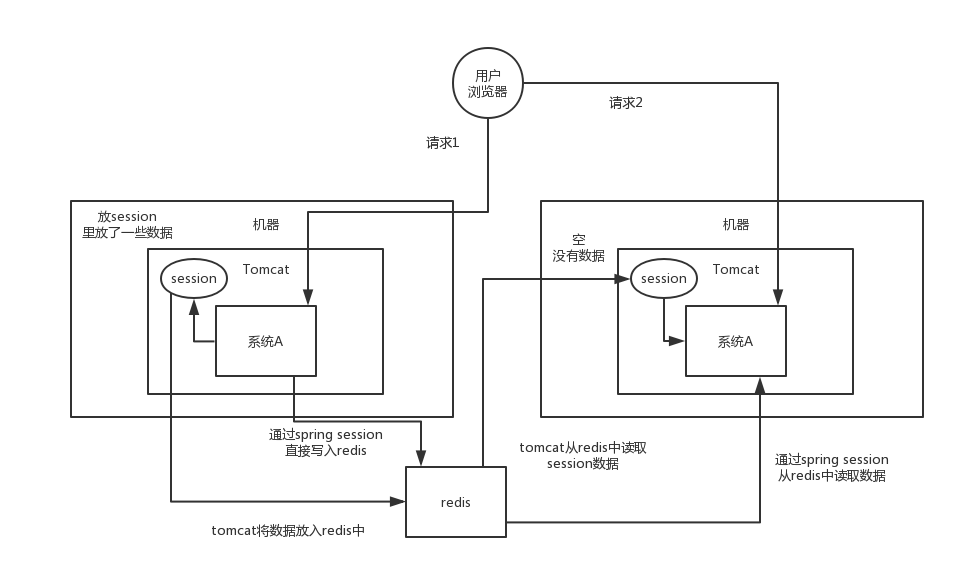 用户
浏览器
请求2
请求1
放session
里放了一些数据
机器
Tomcat
session
系统A
空
没有数据
机器
Tomcat
session
系统A
通过spring session
直接写入redis
tomcat从redis中读取
session数据
通过spring session
从redis中读取数据
redis
tomcat将数据放入redis中